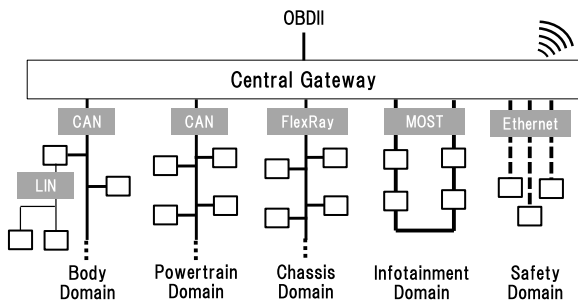 OBDII
Central Gateway
CAN
CAN
FlexRay
MOST
Ethernet
LIN
Body
Domain
Powertrain
Domain
Chassis
Domain
Infotainment
Domain
Safety
Domain